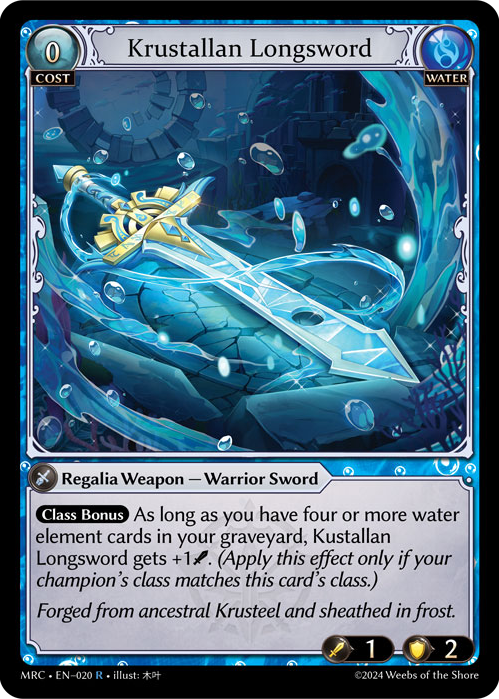 0
Krustallan Longsword
COST
WATER
Regalia Weapon — Warrior Sword
Class Bonus As long as you have four or more water
element cards in your graveyard, Kustallan
Longsword gets +1. (Apply this effect only if your
champion's class matches this card's class.)
Forged from ancestral Krusteel and sheathed in frost.
1
2
MRC • EN–020 R • illust: 木叶
©2024 Weebs of the Shore